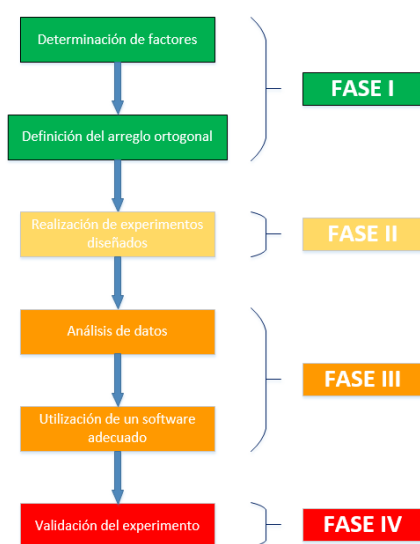 Determinación de factores
FASE I
Definición del arreglo ortogonal
Realización de experimentos
diseñados
FASE II
Análisis de datos
FASE III
Utilización de un software
adecuado
Validación del experimento
FASE IV